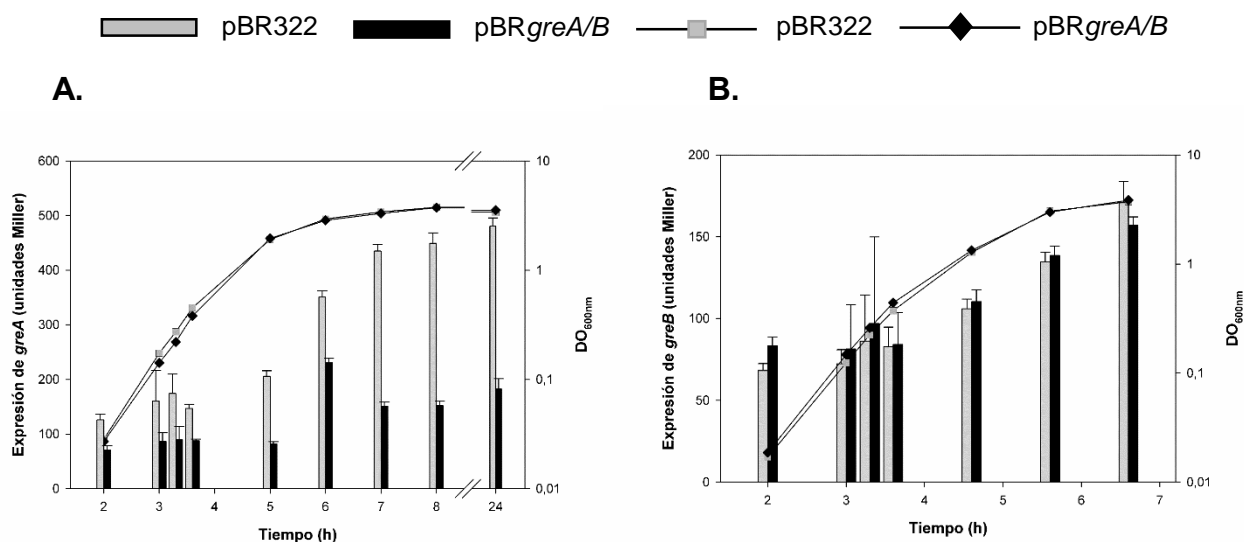 pBR322 pBRgreA/B pBR322 pBRgreA/B
A.
B.
Expresión de greA (unidades Miller)
600
500
400
300
200
100
0
10
1
0,1
0,01
DO600nm
2 3 4 5 6 7 8 24
Tiempo (h)
Expresión de greB (unidades Miller)
200
150
100
50
0
10
1
0,1
0,01
DO600nm
2 3 4 5 6 7
Tiempo (h)